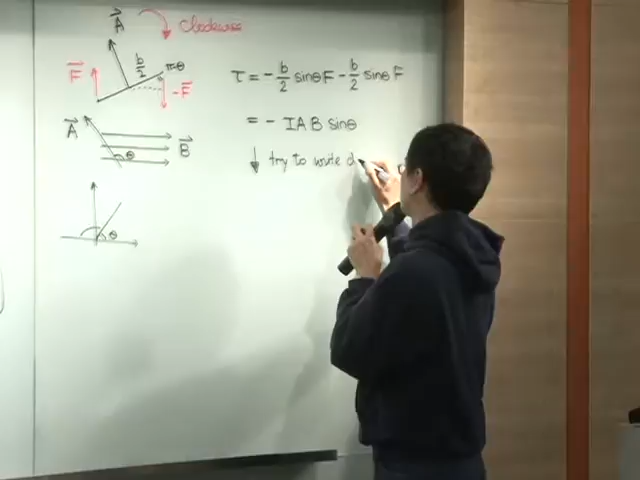 A⃗ Clockwise
F⃗ b/2 π-θ
-F⃗
A⃗ θ B⃗
θ
τ = - b/2 sinθ F - b/2 sinθ F
= - I A B sinθ
↓ try to write d